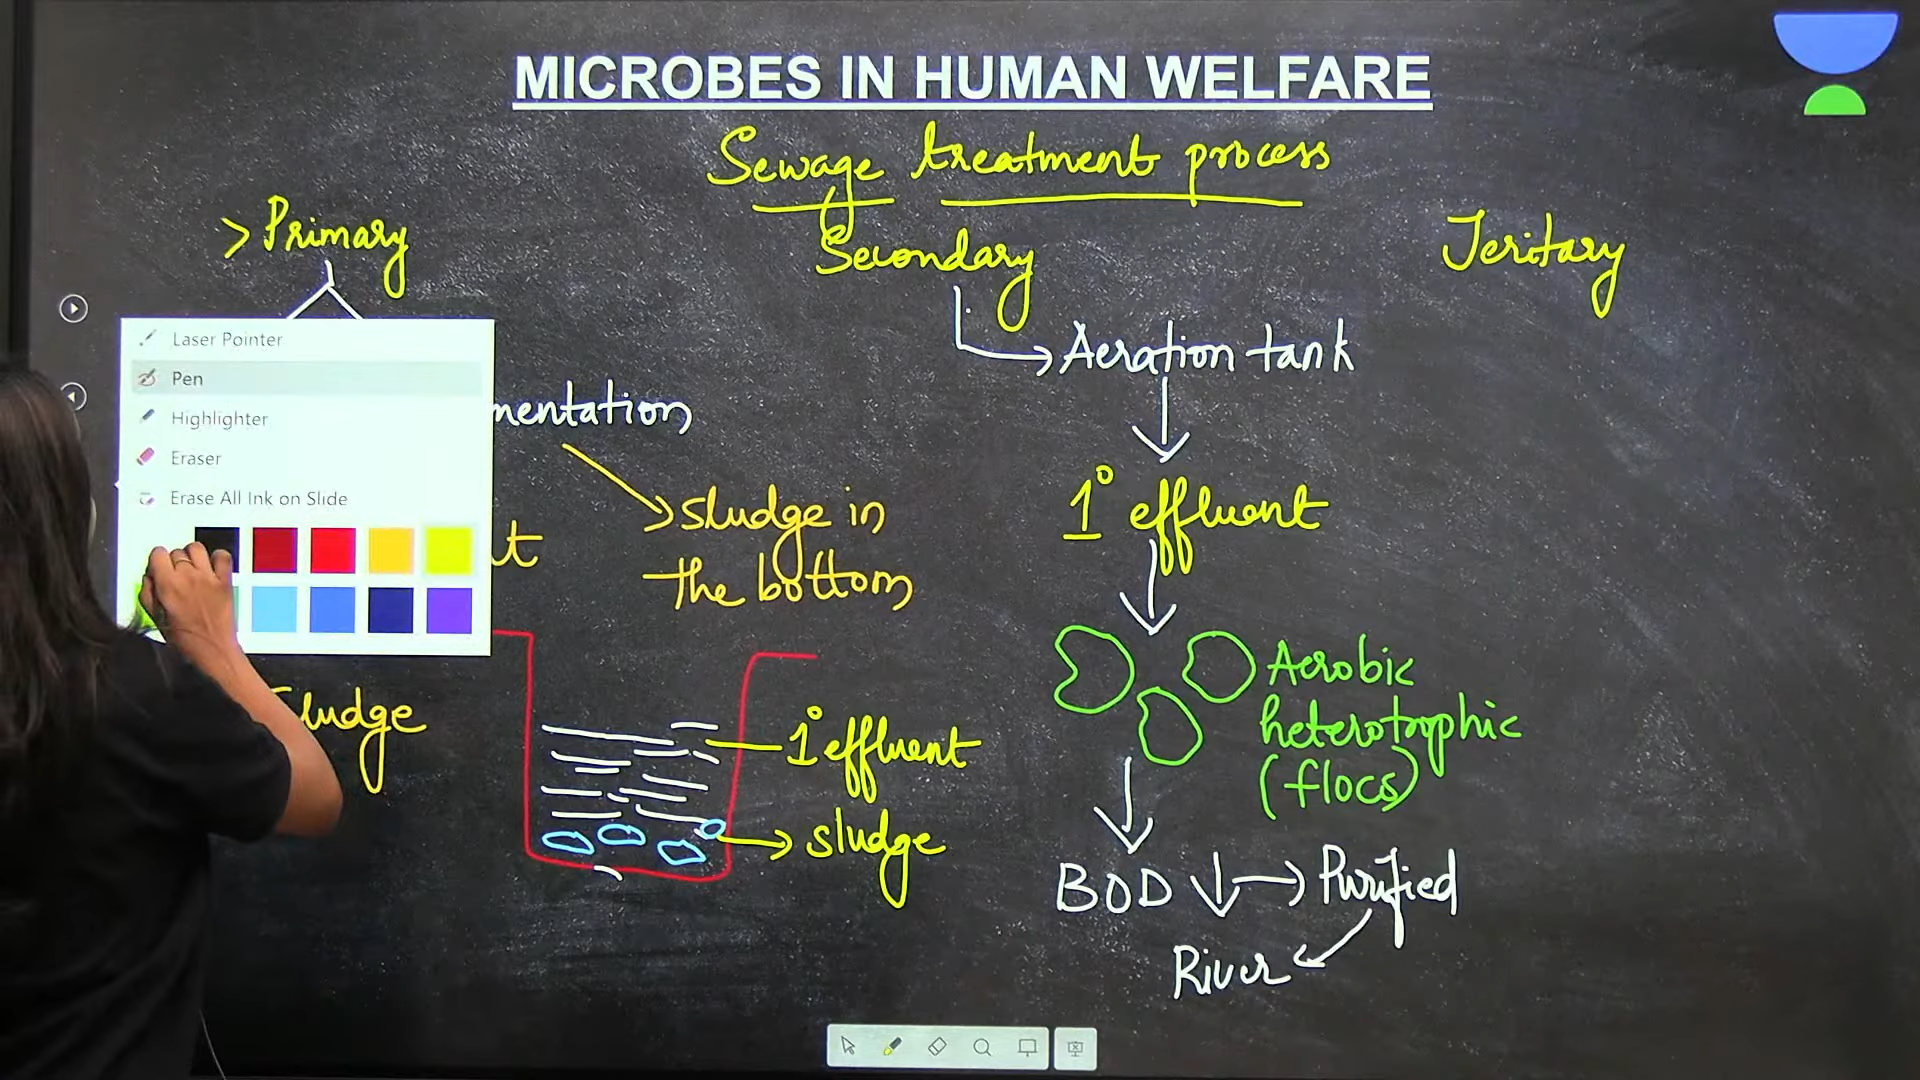 MICROBES IN HUMAN WELFARE
Sewage treatment process
> Primary
Secondary
Teritary
Laser Pointer
Pen
Highlighter
Eraser
Erase All Ink on Slide
mentation
Aeration tank
sludge in
the bottom
1° effluent
Aerobic
heterotrophic
(flocs)
sludge
1° effluent
sludge
BOD ↓ → Purified
River